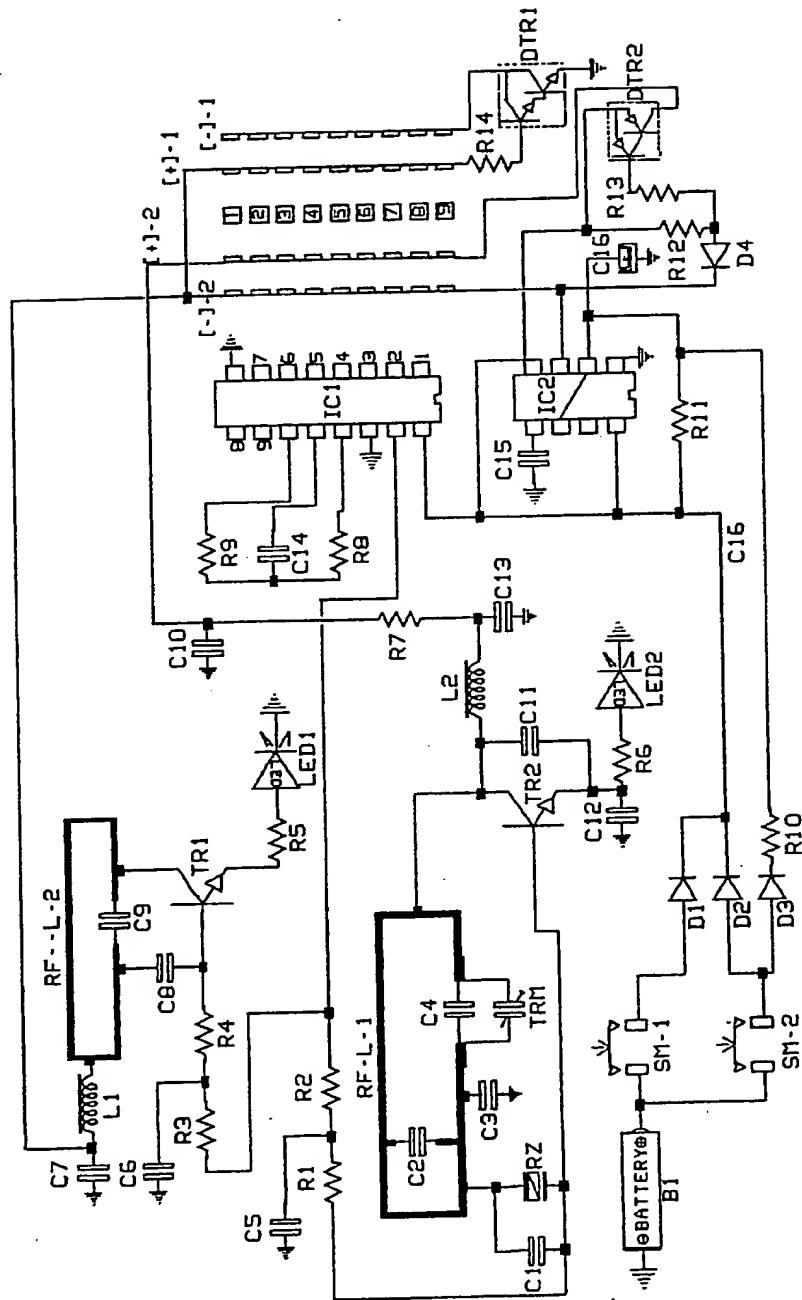 RF--L-2
L1
C7
C9
C8
TR1
R4
R3
C6
R5
LED
LED1
C10
R2
R1
C5
RF-L-1
C2
C4
TRM
C3
C1
RZ
L2
C11
TR2
C12
R6
LED
LED2
R7
C13
R9
C14
R8
8
9
IC1
7
6
5
4
3
2
1
[-]-2
[+]-2
[+]-1
[-]-1
1
2
3
4
5
6
7
8
9
R14
DTR1
DTR2
R13
R12
D4
C16
C15
IC2
R11
C16
BATTERY
B1
SM-1
SM-2
D1
D2
D3
R10